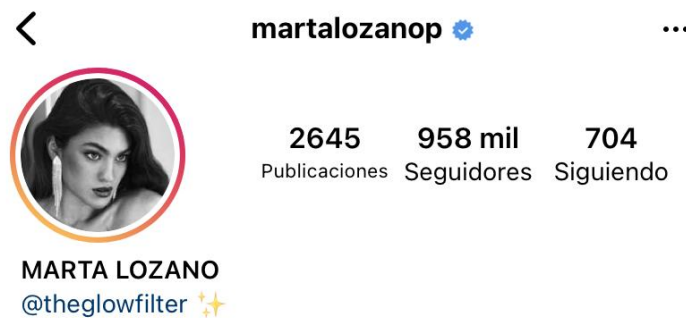 martalozanop
2645 958 mil 704
Publicaciones Seguidores Siguiendo
MARTA LOZANO
@theglowfilter ✨